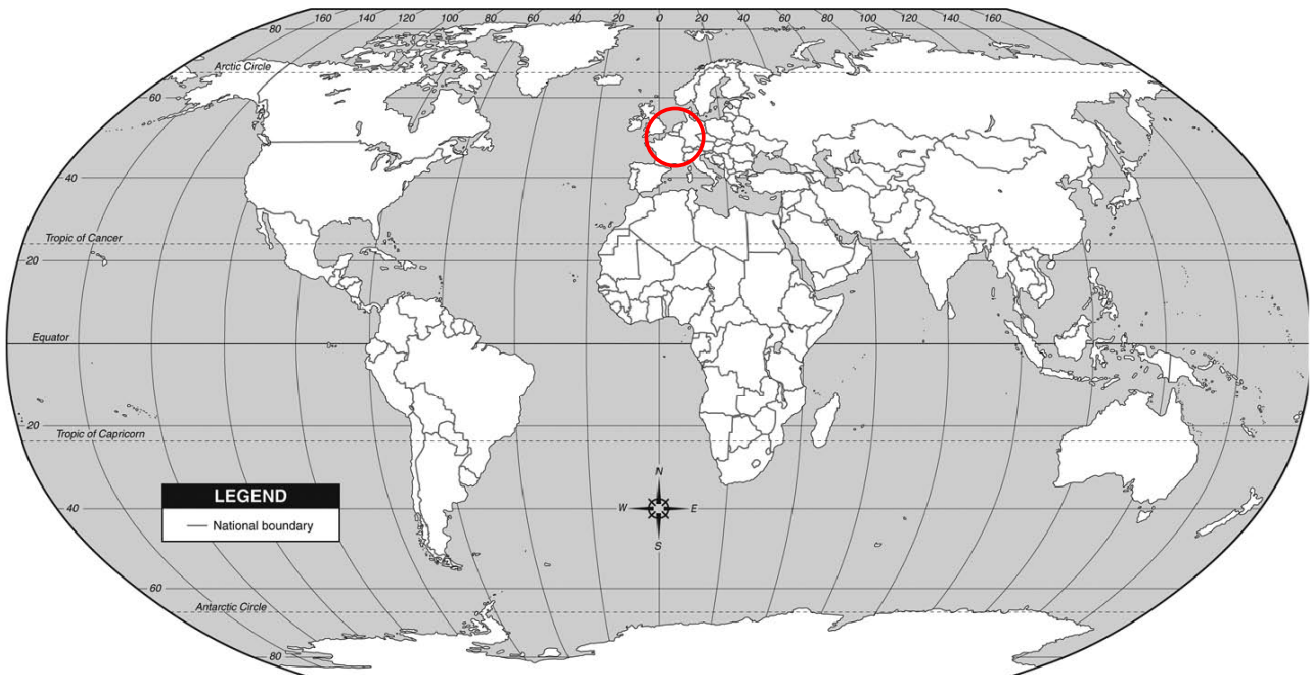 160 140 120 100 80 60 40 20 0 20 40 60 80 100 120 140 160
80
Arctic Circle
60
40
Tropic of Cancer
20
Equator
20
Tropic of Capricorn
N
W E
S
LEGEND
National boundary
40
60
Antarctic Circle
80